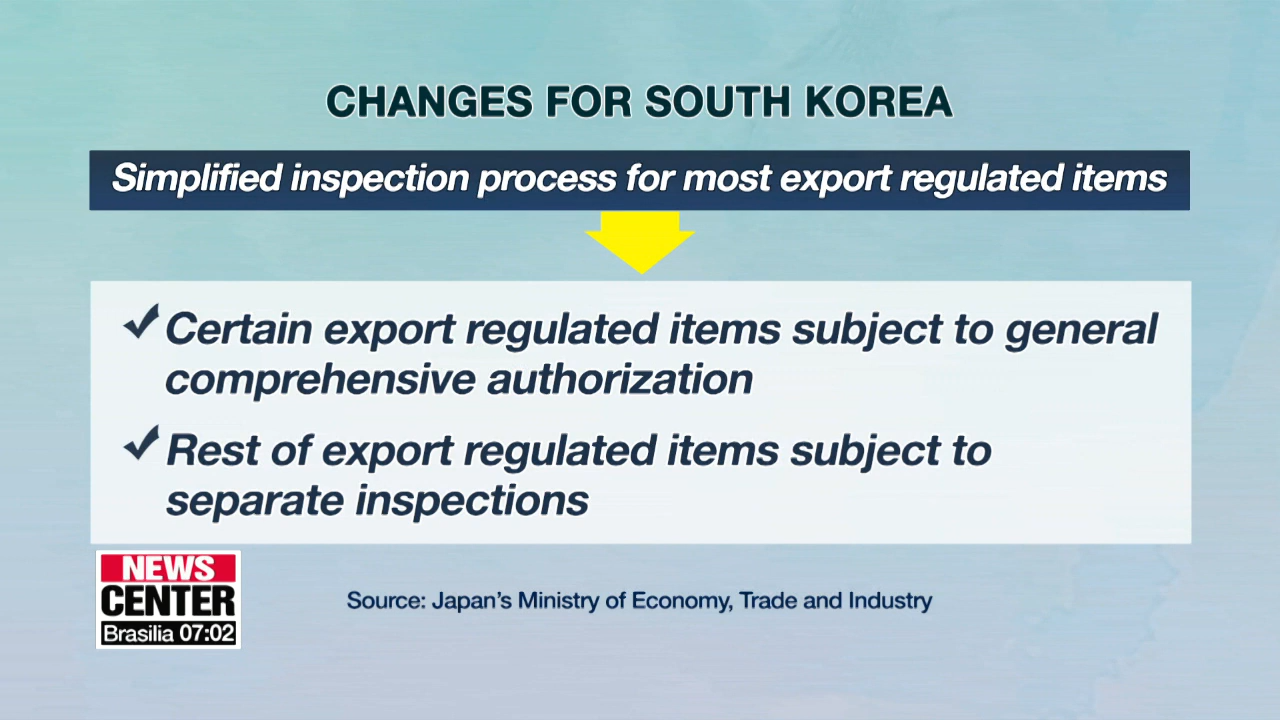 CHANGES FOR SOUTH KOREA
Simplified inspection process for most export regulated items
Certain export regulated items subject to general
comprehensive authorization
Rest of export regulated items subject to
separate inspections
NEWS
CENTER
Brasilia 07:02
Source: Japan's Ministry of Economy, Trade and Industry